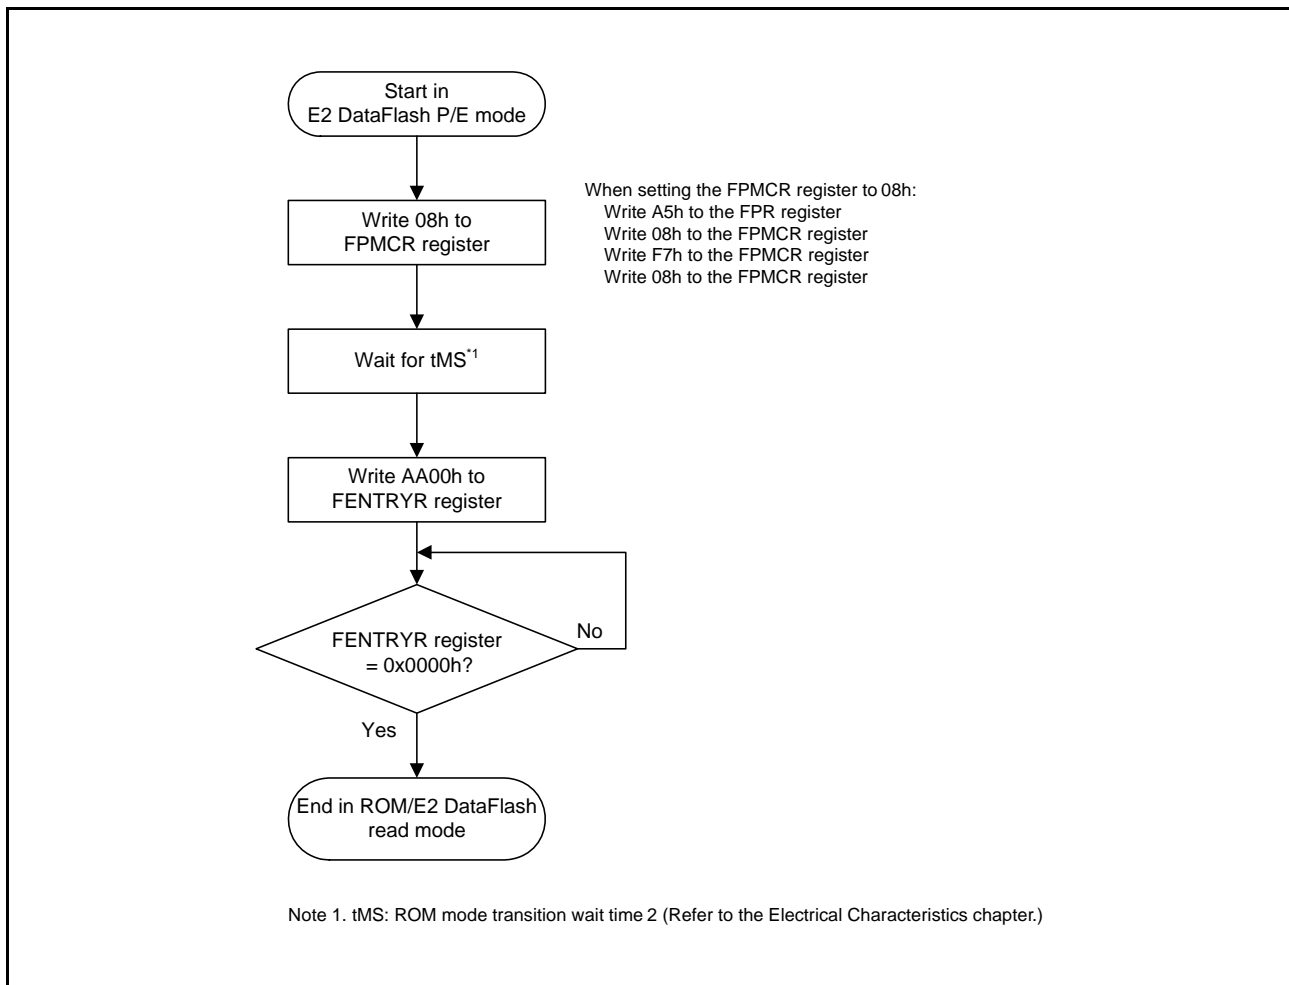 Start in
E2 DataFlash P/E mode
When setting the FPMCR register to 08h:
Write A5h to the FPR register
Write 08h to the FPMCR register
Write F7h to the FPMCR register
Write 08h to the FPMCR register
Write 08h to
FPMCR register
Wait for tMS*1
Write AA00h to
FENTRYR register
FENTRYR register
= 0x0000h?
No
Yes
End in ROM/E2 DataFlash
read mode
Note 1. tMS: ROM mode transition wait time 2 (Refer to the Electrical Characteristics chapter.)